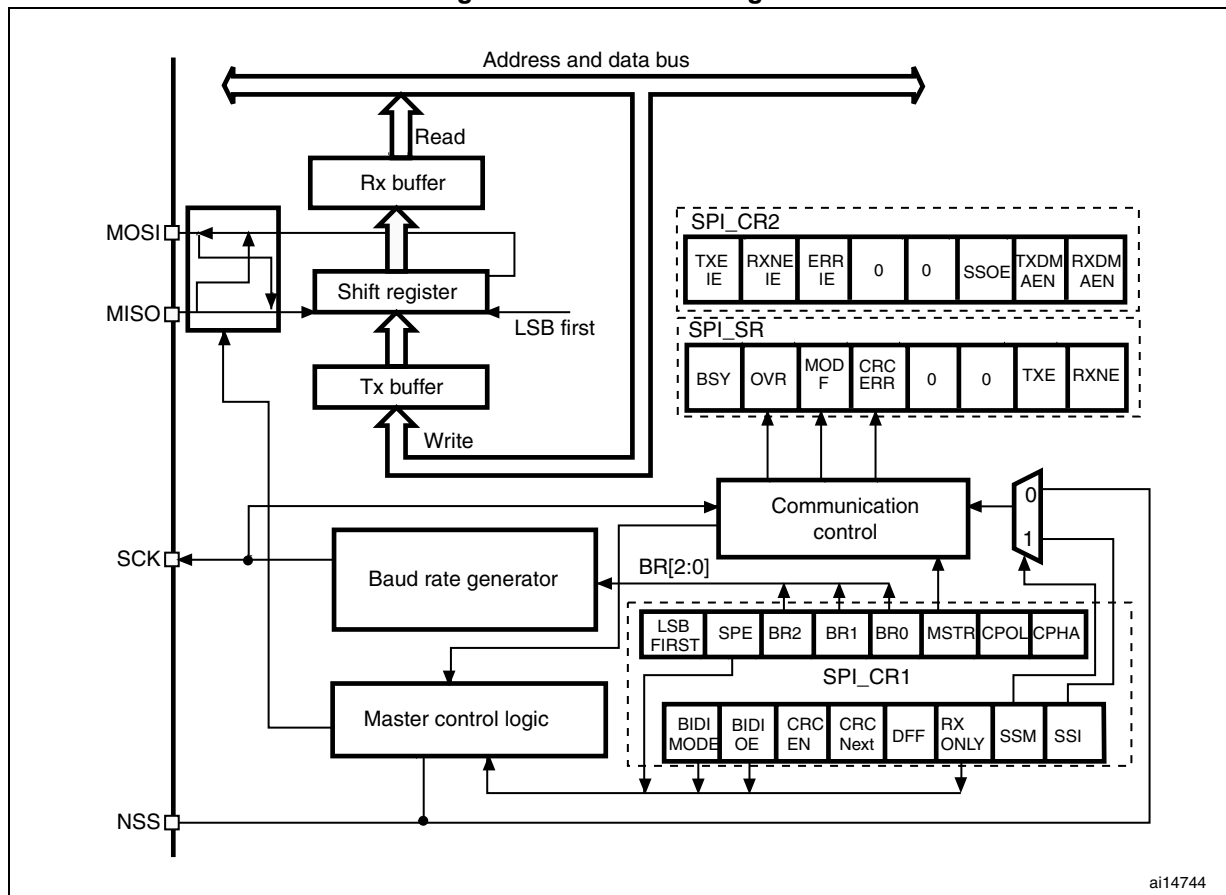 Address and data bus
Read
Rx buffer
MOSI
SPI_CR2
TXE
IE
RXNE
IE
ERR
IE
0
0
SSOE
TXDM
AEN
RXDM
AEN
Shift register
MISO
LSB first
SPI_SR
BSY
OVR
MOD
F
CRC
ERR
0
0
TXE
RXNE
Tx buffer
Write
Communication
control
0
1
SCK
Baud rate generator
BR[2:0]
LSB
FIRST
SPE
BR2
BR1
BR0
MSTR
CPOL
CPHA
SPI_CR1
Master control logic
BIDI
MODE
BIDI
OE
CRC
EN
CRC
Next
DFF
RX
ONLY
SSM
SSI
NSS
ai14744